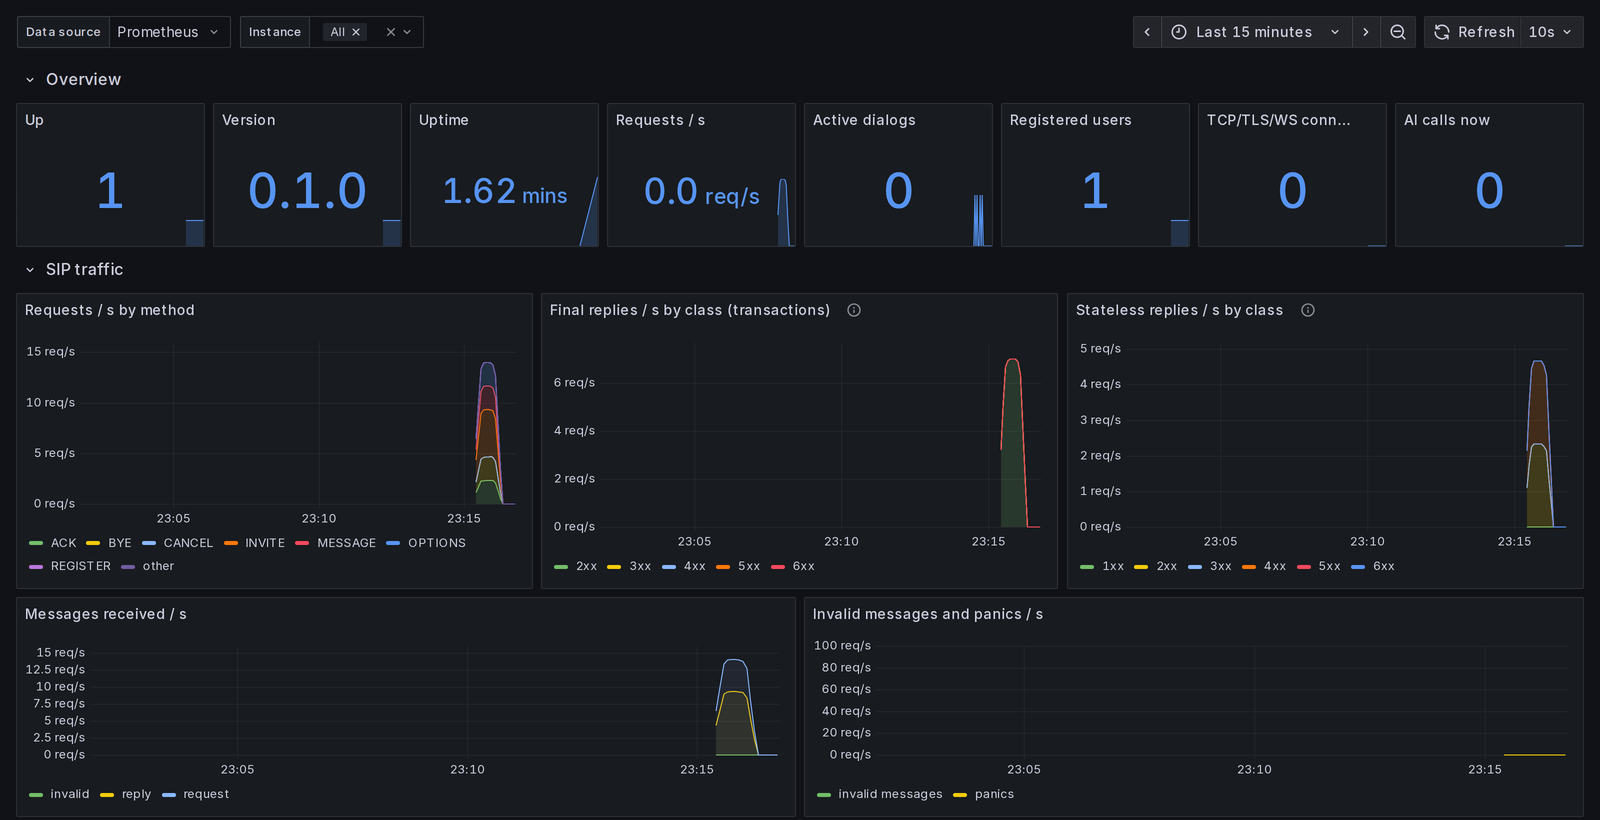 Data source Prometheus Instance All Last 15 minutes Refresh 10s
Overview
Up
1
Version
0.1.0
Uptime
1.62 mins
Requests / s
0.0 req/s
Active dialogs
0
Registered users
1
TCP/TLS/WS conn...
0
AI calls now
0
SIP traffic
Requests / s by method
15 req/s
10 req/s
5 req/s
0 req/s
23:05 23:10 23:15
ACK BYE CANCEL INVITE MESSAGE OPTIONS
REGISTER other
Final replies / s by class (transactions)
6 req/s
4 req/s
2 req/s
0 req/s
23:05 23:10 23:15
2xx 3xx 4xx 5xx 6xx
Stateless replies / s by class
5 req/s
4 req/s
3 req/s
2 req/s
1 req/s
0 req/s
23:05 23:10 23:15
1xx 2xx 3xx 4xx 5xx 6xx
Messages received / s
15 req/s
12.5 req/s
10 req/s
7.5 req/s
5 req/s
2.5 req/s
0 req/s
23:05 23:10 23:15
invalid reply request
Invalid messages and panics / s
100 req/s
80 req/s
60 req/s
40 req/s
20 req/s
0 req/s
23:05 23:10 23:15
invalid messages panics